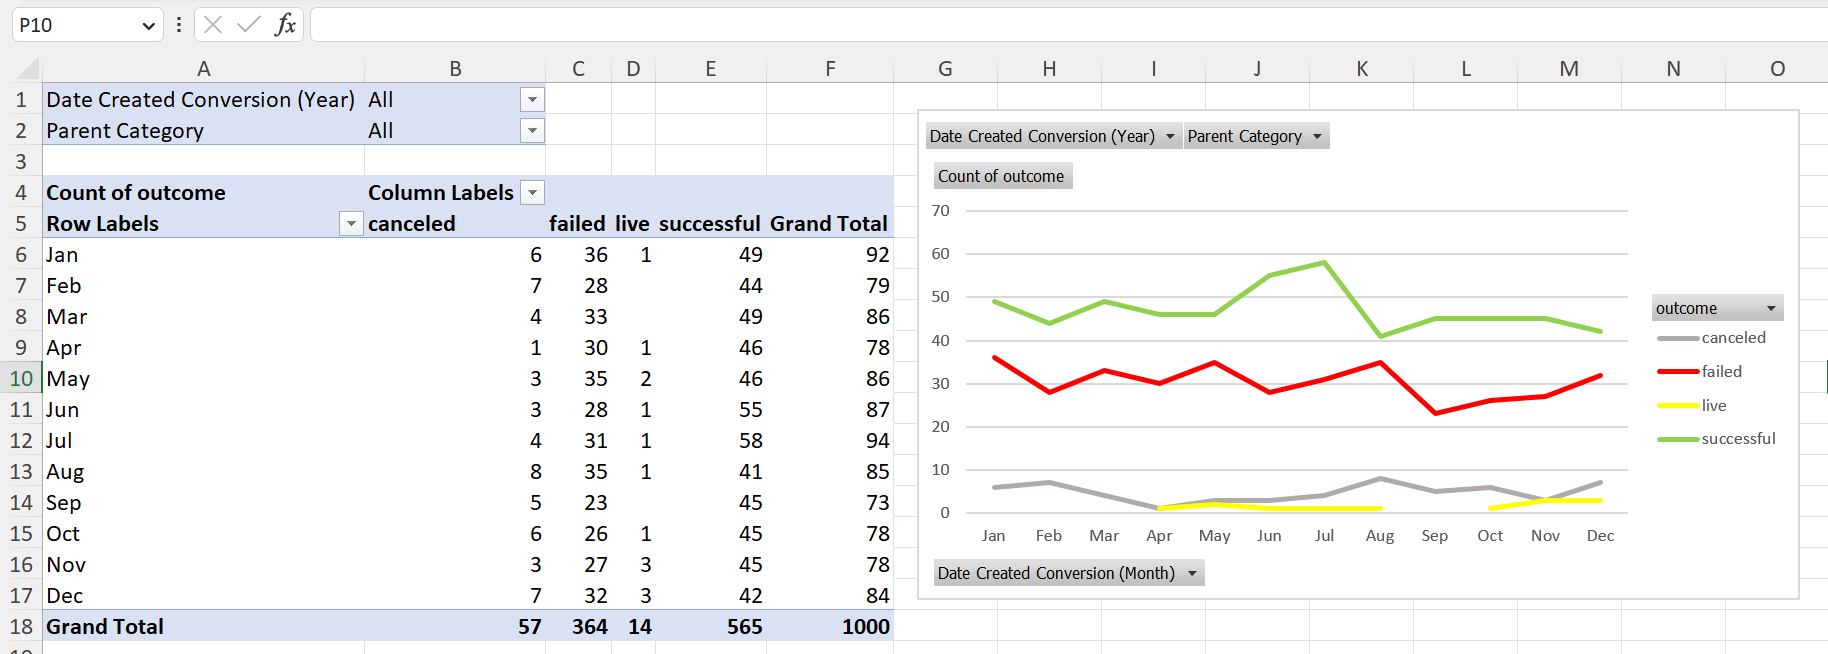 P10 fx
A B C D E F G H I J K L M N O
1 Date Created Conversion (Year) All
2 Parent Category All
3
4 Count of outcome Column Labels
5 Row Labels canceled failed live successful Grand Total
6 Jan 6 36 1 49 92
7 Feb 7 28 44 79
8 Mar 4 33 49 86
9 Apr 1 30 1 46 78
10 May 3 35 2 46 86
11 Jun 3 28 1 55 87
12 Jul 4 31 1 58 94
13 Aug 8 35 1 41 85
14 Sep 5 23 45 73
15 Oct 6 26 1 45 78
16 Nov 3 27 3 45 78
17 Dec 7 32 3 42 84
18 Grand Total 57 364 14 565 1000
Date Created Conversion (Year) Parent Category
Count of outcome
70
60
50
40
30
20
10
0
Jan Feb Mar Apr May Jun Jul Aug Sep Oct Nov Dec
outcome
canceled
failed
live
successful
Date Created Conversion (Month)